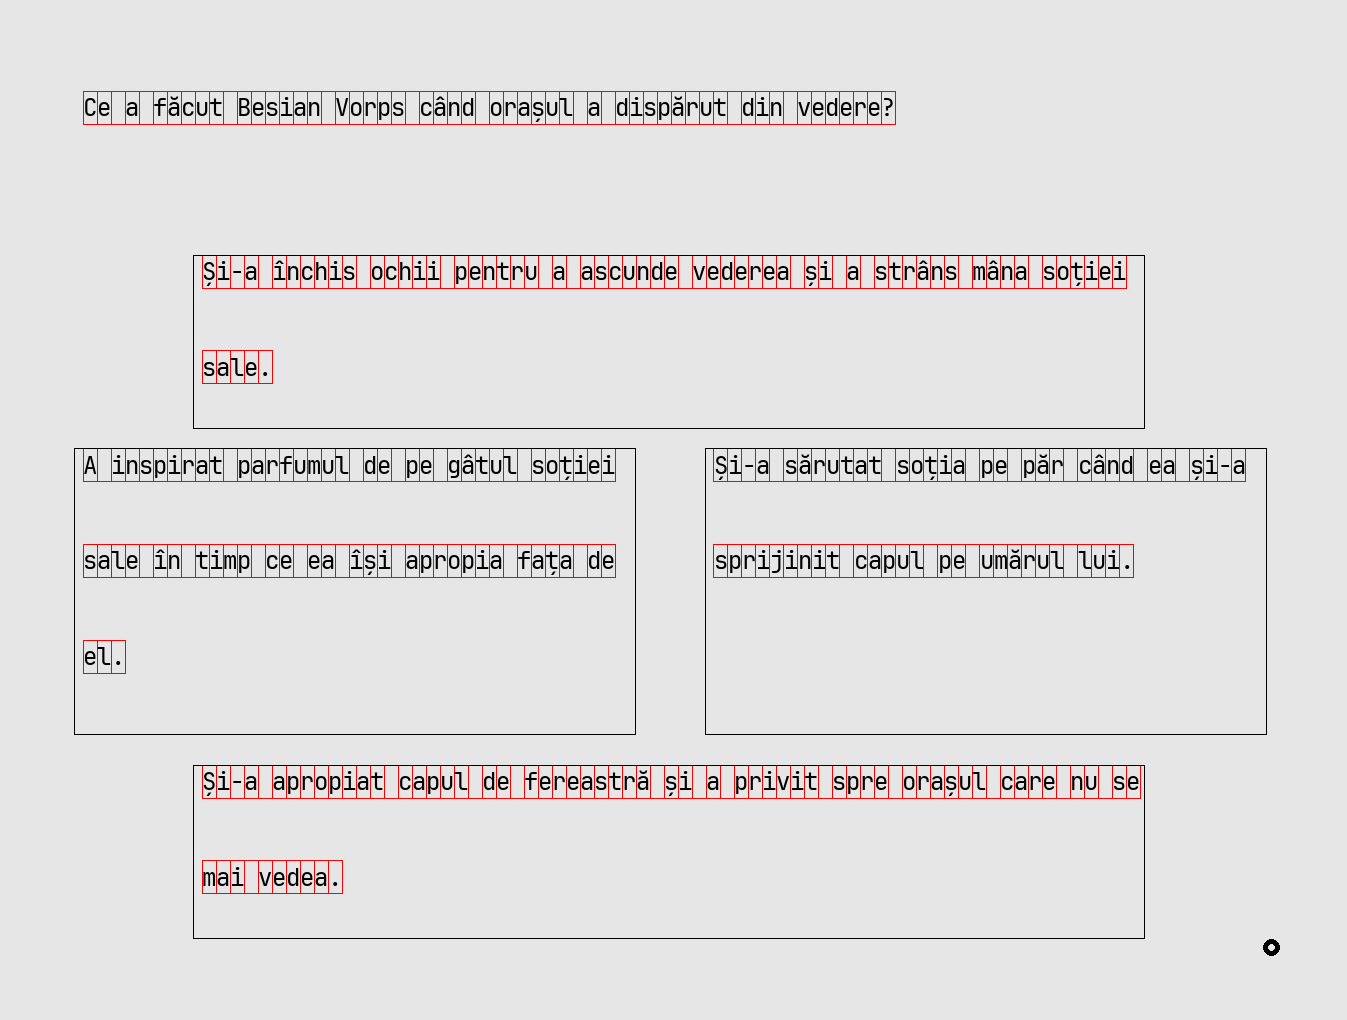 Ce a făcut Besian Vorps când orașul a dispărut din vedere?
Și-a închis ochii pentru a ascunde vederea și a strâns mâna soției
sale.
A inspirat parfumul de pe gâtul soției
sale în timp ce ea își apropia fața de
el.
Și-a sărutat soția pe păr când ea și-a
sprijinit capul pe umărul lui.
Și-a apropiat capul de fereastră și a privit spre orașul care nu se
mai vedea.